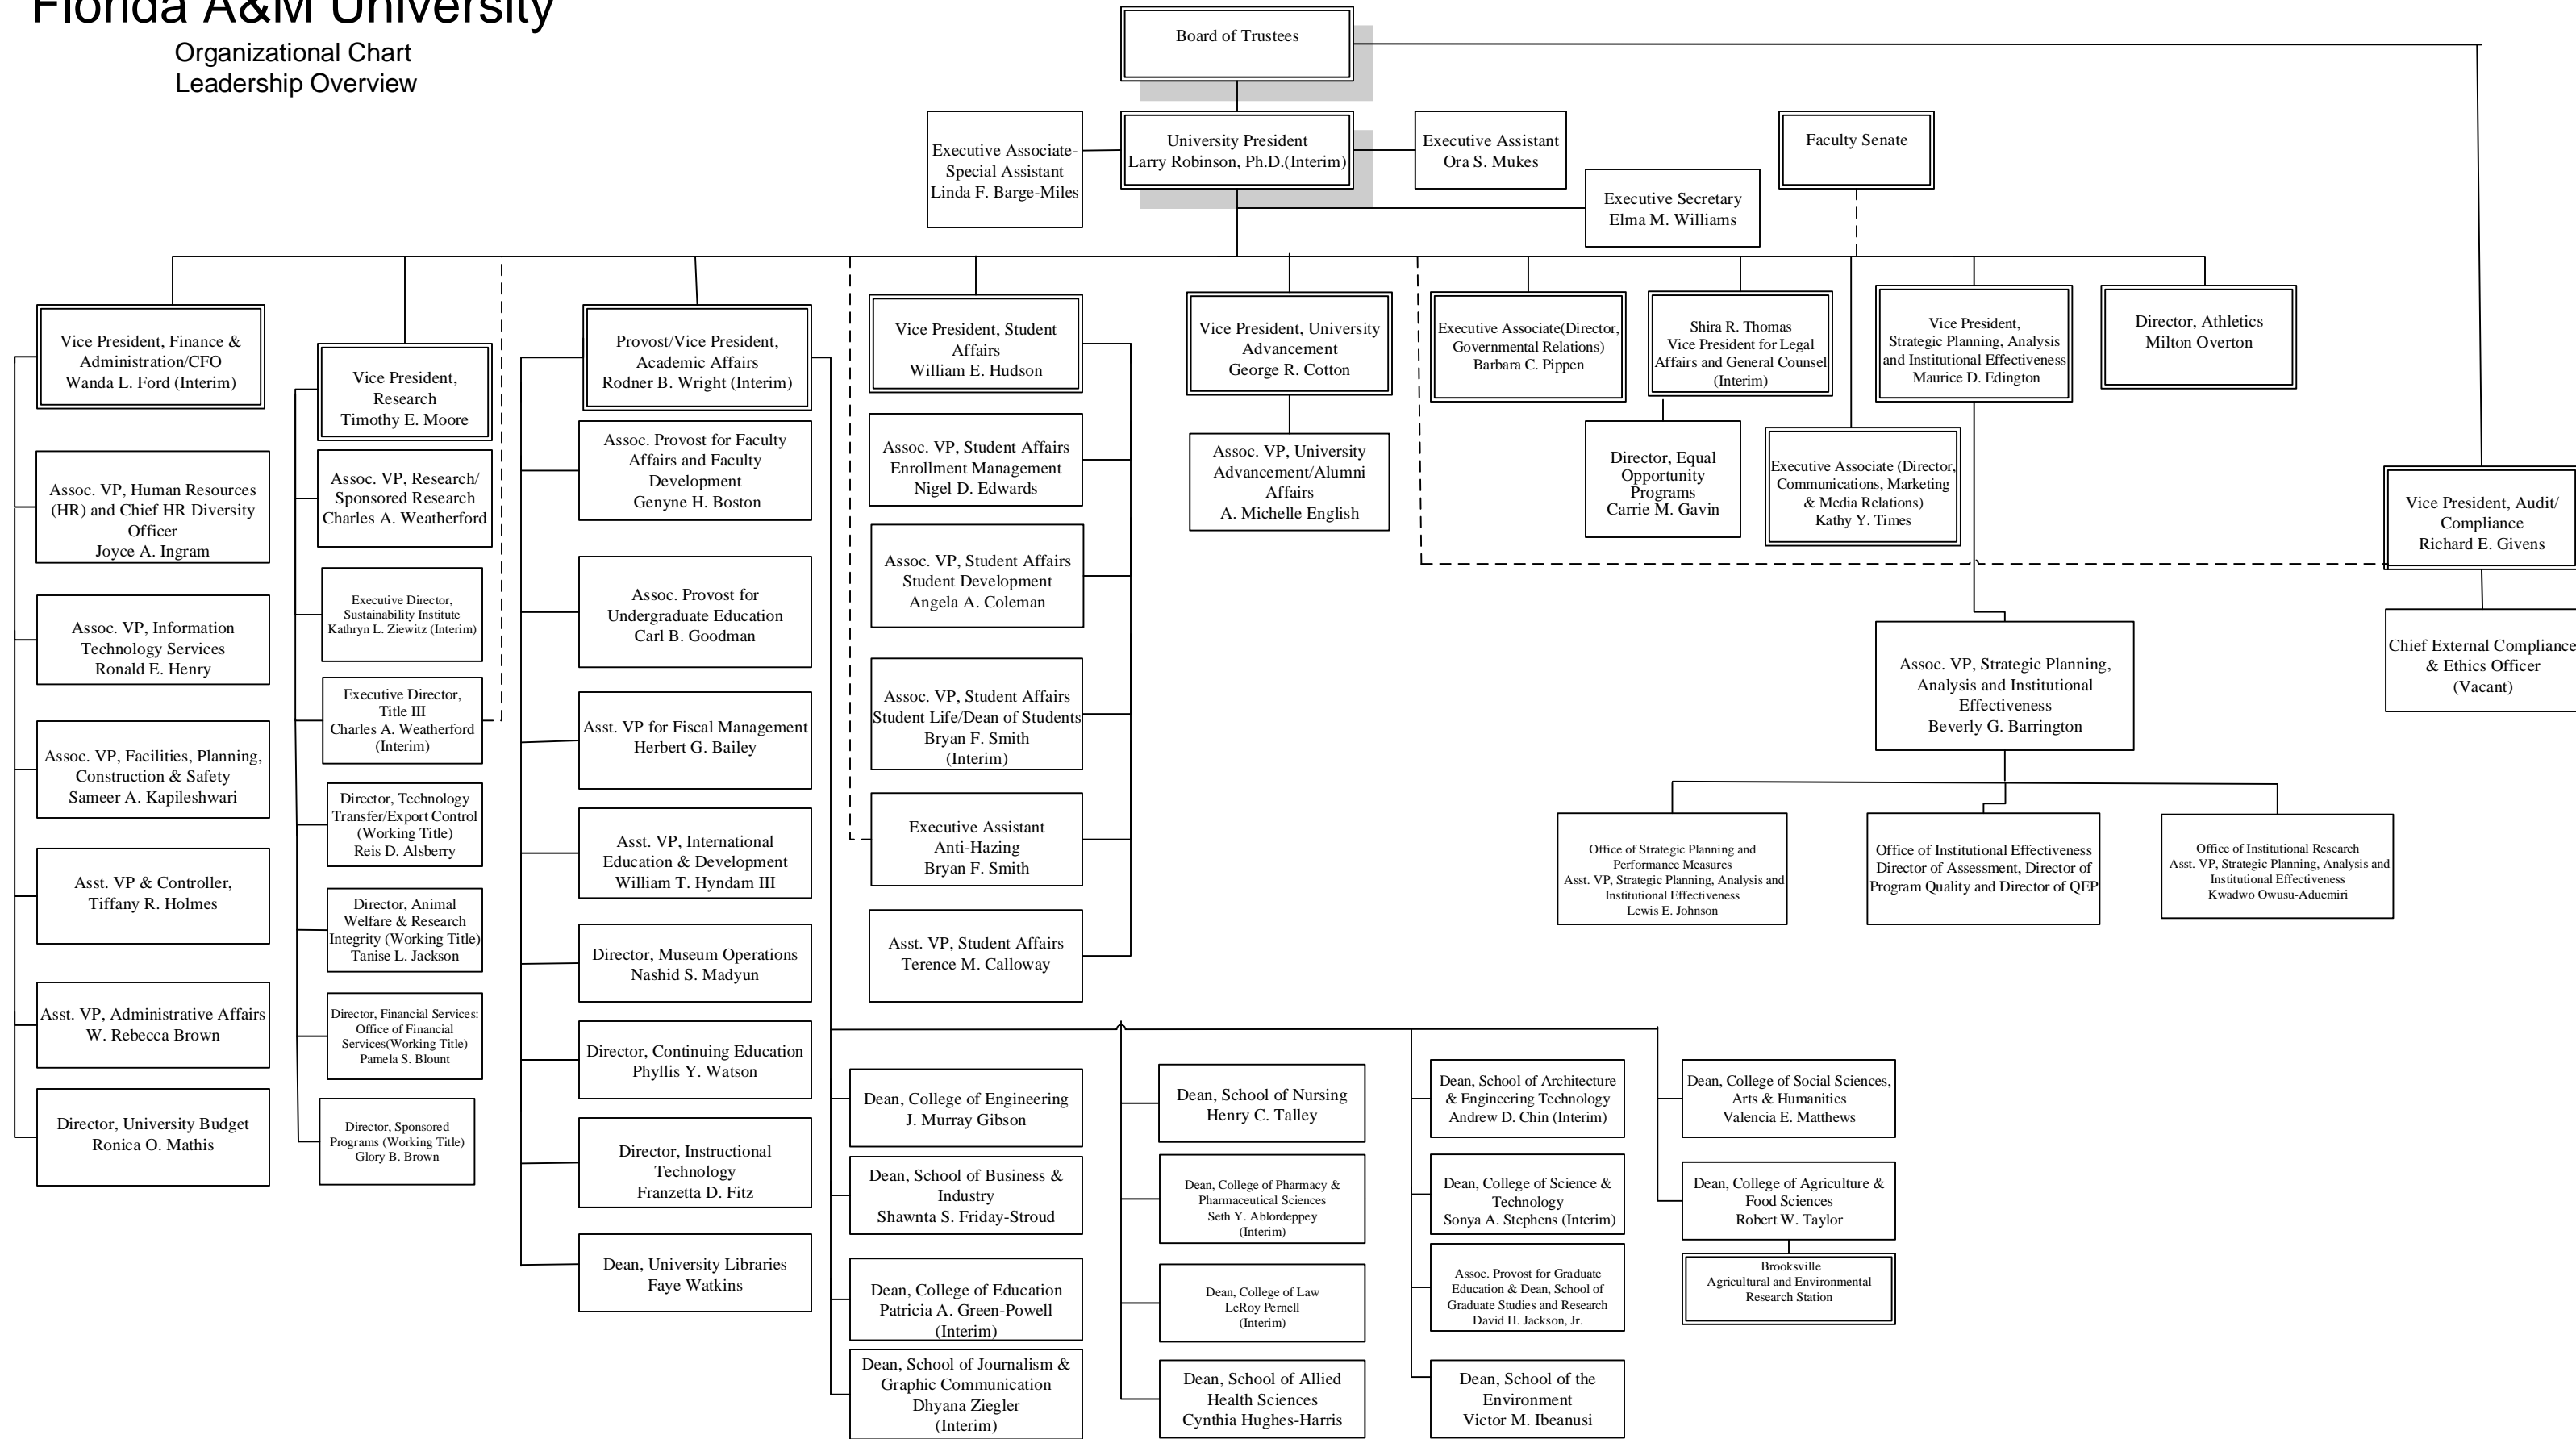 Florida A&M University
Organizational Chart
Leadership Overview
Board of Trustees
Executive Associate-
Special Assistant
Linda F. Barge-Miles
University President
Larry Robinson, Ph.D.(Interim)
Executive Assistant
Ora S. Mukes
Executive Secretary
Elma M. Williams
Faculty Senate
Vice President, Finance &
Administration/CFO
Wanda L. Ford (Interim)
Assoc. VP, Human Resources
(HR) and Chief HR Diversity
Officer
Joyce A. Ingram
Assoc. VP, Information
Technology Services
Ronald E. Henry
Assoc. VP, Facilities, Planning,
Construction & Safety
Sameer A. Kapileshwari
Asst. VP & Controller,
Tiffany R. Holmes
Asst. VP, Administrative Affairs
W. Rebecca Brown
Director, University Budget
Ronica O. Mathis
Vice President,
Research
Timothy E. Moore
Assoc. VP, Research/
Sponsored Research
Charles A. Weatherford
Executive Director,
Sustainability Institute
Kathryn L. Ziewitz (Interim)
Executive Director,
Title III
Charles A. Weatherford
(Interim)
Director, Technology
Transfer/Export Control
(Working Title)
Reis D. Alsberry
Director, Animal
Welfare & Research
Integrity (Working Title)
Tanise L. Jackson
Director, Financial Services:
Office of Financial
Services(Working Title)
Pamela S. Blount
Director, Sponsored
Programs (Working Title)
Glory B. Brown
Provost/Vice President,
Academic Affairs
Rodner B. Wright (Interim)
Assoc. Provost for Faculty
Affairs and Faculty
Development
Genyne H. Boston
Assoc. Provost for
Undergraduate Education
Carl B. Goodman
Asst. VP for Fiscal Management
Herbert G. Bailey
Asst. VP, International
Education & Development
William T. Hyndam III
Director, Museum Operations
Nashid S. Madyun
Director, Continuing Education
Phyllis Y. Watson
Director, Instructional
Technology
Franzetta D. Fitz
Dean, University Libraries
Faye Watkins
Vice President, Student
Affairs
William E. Hudson
Assoc. VP, Student Affairs
Enrollment Management
Nigel D. Edwards
Assoc. VP, Student Affairs
Student Development
Angela A. Coleman
Assoc. VP, Student Affairs
Student Life/Dean of Students
Bryan F. Smith
(Interim)
Executive Assistant
Anti-Hazing
Bryan F. Smith
Asst. VP, Student Affairs
Terence M. Calloway
Vice President, University
Advancement
George R. Cotton
Assoc. VP, University
Advancement/Alumni
Affairs
A. Michelle English
Executive Associate(Director,
Governmental Relations)
Barbara C. Pippen
Shira R. Thomas
Vice President for Legal
Affairs and General Counsel
(Interim)
Director, Equal
Opportunity
Programs
Carrie M. Gavin
Executive Associate (Director,
Communications, Marketing
& Media Relations)
Kathy Y. Times
Vice President,
Strategic Planning, Analysis
and Institutional Effectiveness
Maurice D. Edington
Director, Athletics
Milton Overton
Vice President, Audit/
Compliance
Richard E. Givens
Chief External Compliance
& Ethics Officer
(Vacant)
Assoc. VP, Strategic Planning,
Analysis and Institutional
Effectiveness
Beverly G. Barrington
Office of Strategic Planning and
Performance Measures
Asst. VP, Strategic Planning, Analysis and
Institutional Effectiveness
Lewis E. Johnson
Office of Institutional Effectiveness
Director of Assessment, Director of
Program Quality and Director of QEP
Office of Institutional Research
Asst. VP, Strategic Planning, Analysis and
Institutional Effectiveness
Kwadwo Owusu-Aduemiri
Dean, College of Engineering
J. Murray Gibson
Dean, School of Business &
Industry
Shawnta S. Friday-Stroud
Dean, College of Education
Patricia A. Green-Powell
(Interim)
Dean, School of Journalism &
Graphic Communication
Dhyana Ziegler
(Interim)
Dean, School of Nursing
Henry C. Talley
Dean, College of Pharmacy &
Pharmaceutical Sciences
Seth Y. Ablordeppey
(Interim)
Dean, College of Law
LeRoy Pernell
(Interim)
Dean, School of Allied
Health Sciences
Cynthia Hughes-Harris
Dean, School of Architecture
& Engineering Technology
Andrew D. Chin (Interim)
Dean, College of Science &
Technology
Sonya A. Stephens (Interim)
Assoc. Provost for Graduate
Education & Dean, School of
Graduate Studies and Research
David H. Jackson, Jr.
Dean, School of the
Environment
Victor M. Ibeanusi
Dean, College of Social Sciences,
Arts & Humanities
Valencia E. Matthews
Dean, College of Agriculture &
Food Sciences
Robert W. Taylor
Brooksville
Agricultural and Environmental
Research Station